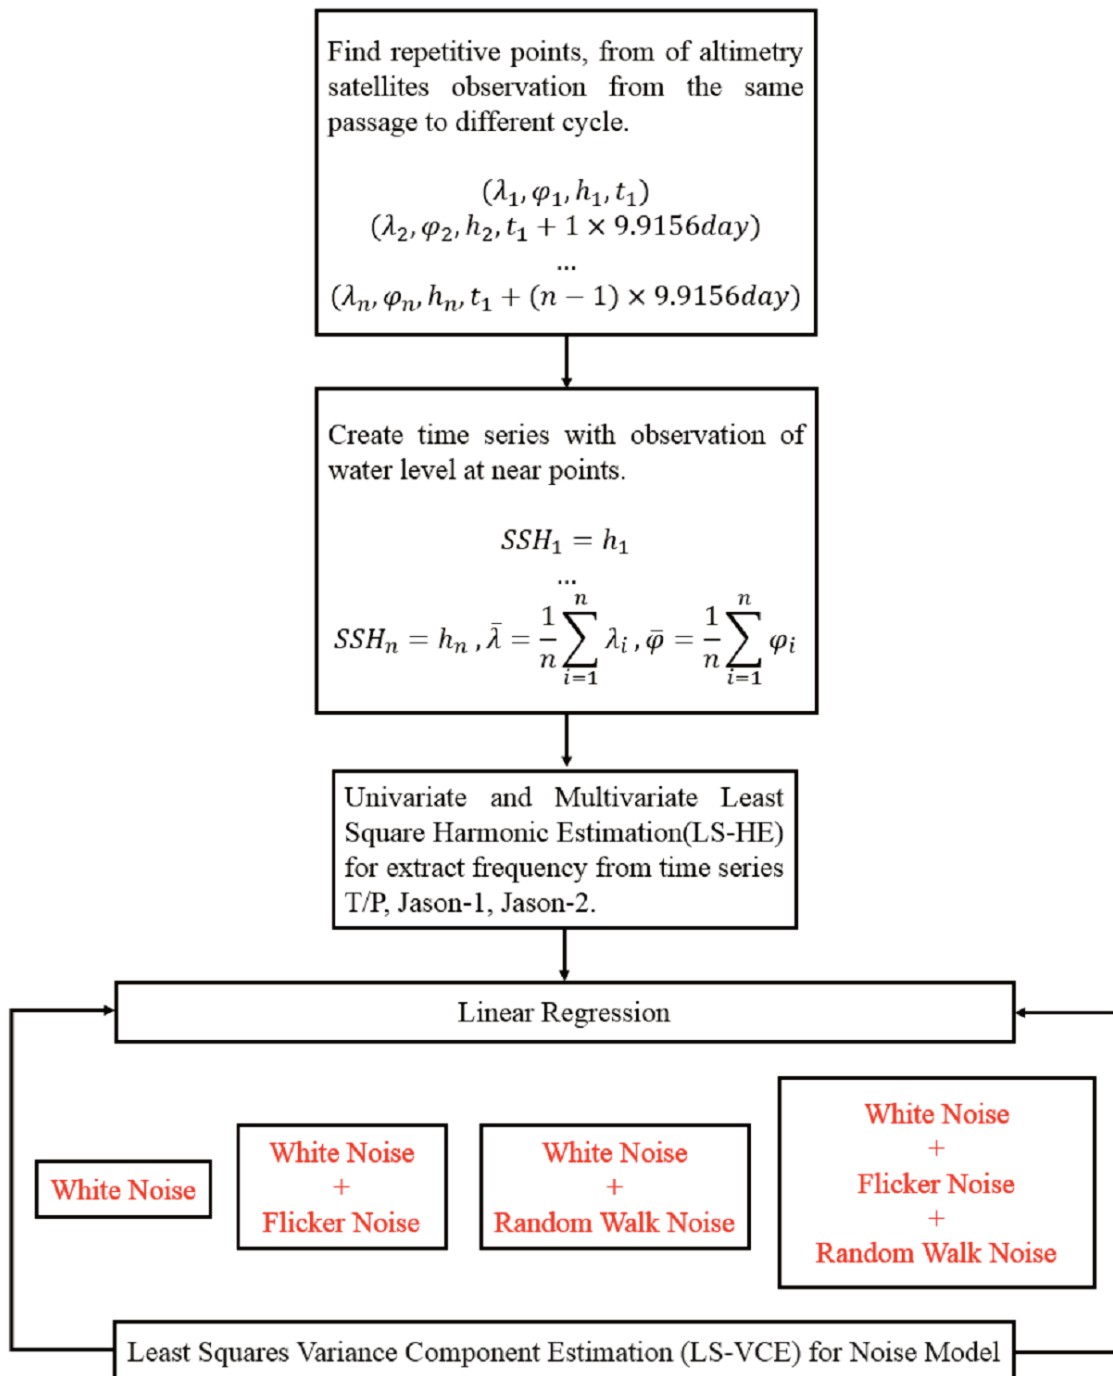 Find repetitive points, from of altimetry
satellites observation from the same
passage to different cycle.
(λ₁, φ₁, h₁, t₁)
(λ₂, φ₂, h₂, t₁ + 1 × 9.9156day)
...
(λₙ, φₙ, hₙ, t₁ + (n − 1) × 9.9156day)
Create time series with observation of
water level at near points.
SSH₁ = h₁
...
SSHₙ = hₙ , λ̄ = 1/n ∑ᵢ₌₁ⁿ λᵢ , φ̄ = 1/n ∑ᵢ₌₁ⁿ φᵢ
Univariate and Multivariate Least
Square Harmonic Estimation(LS-HE)
for extract frequency from time series
T/P, Jason-1, Jason-2.
Linear Regression
White Noise
White Noise
+
Flicker Noise
White Noise
+
Random Walk Noise
White Noise
+
Flicker Noise
+
Random Walk Noise
Least Squares Variance Component Estimation (LS-VCE) for Noise Model